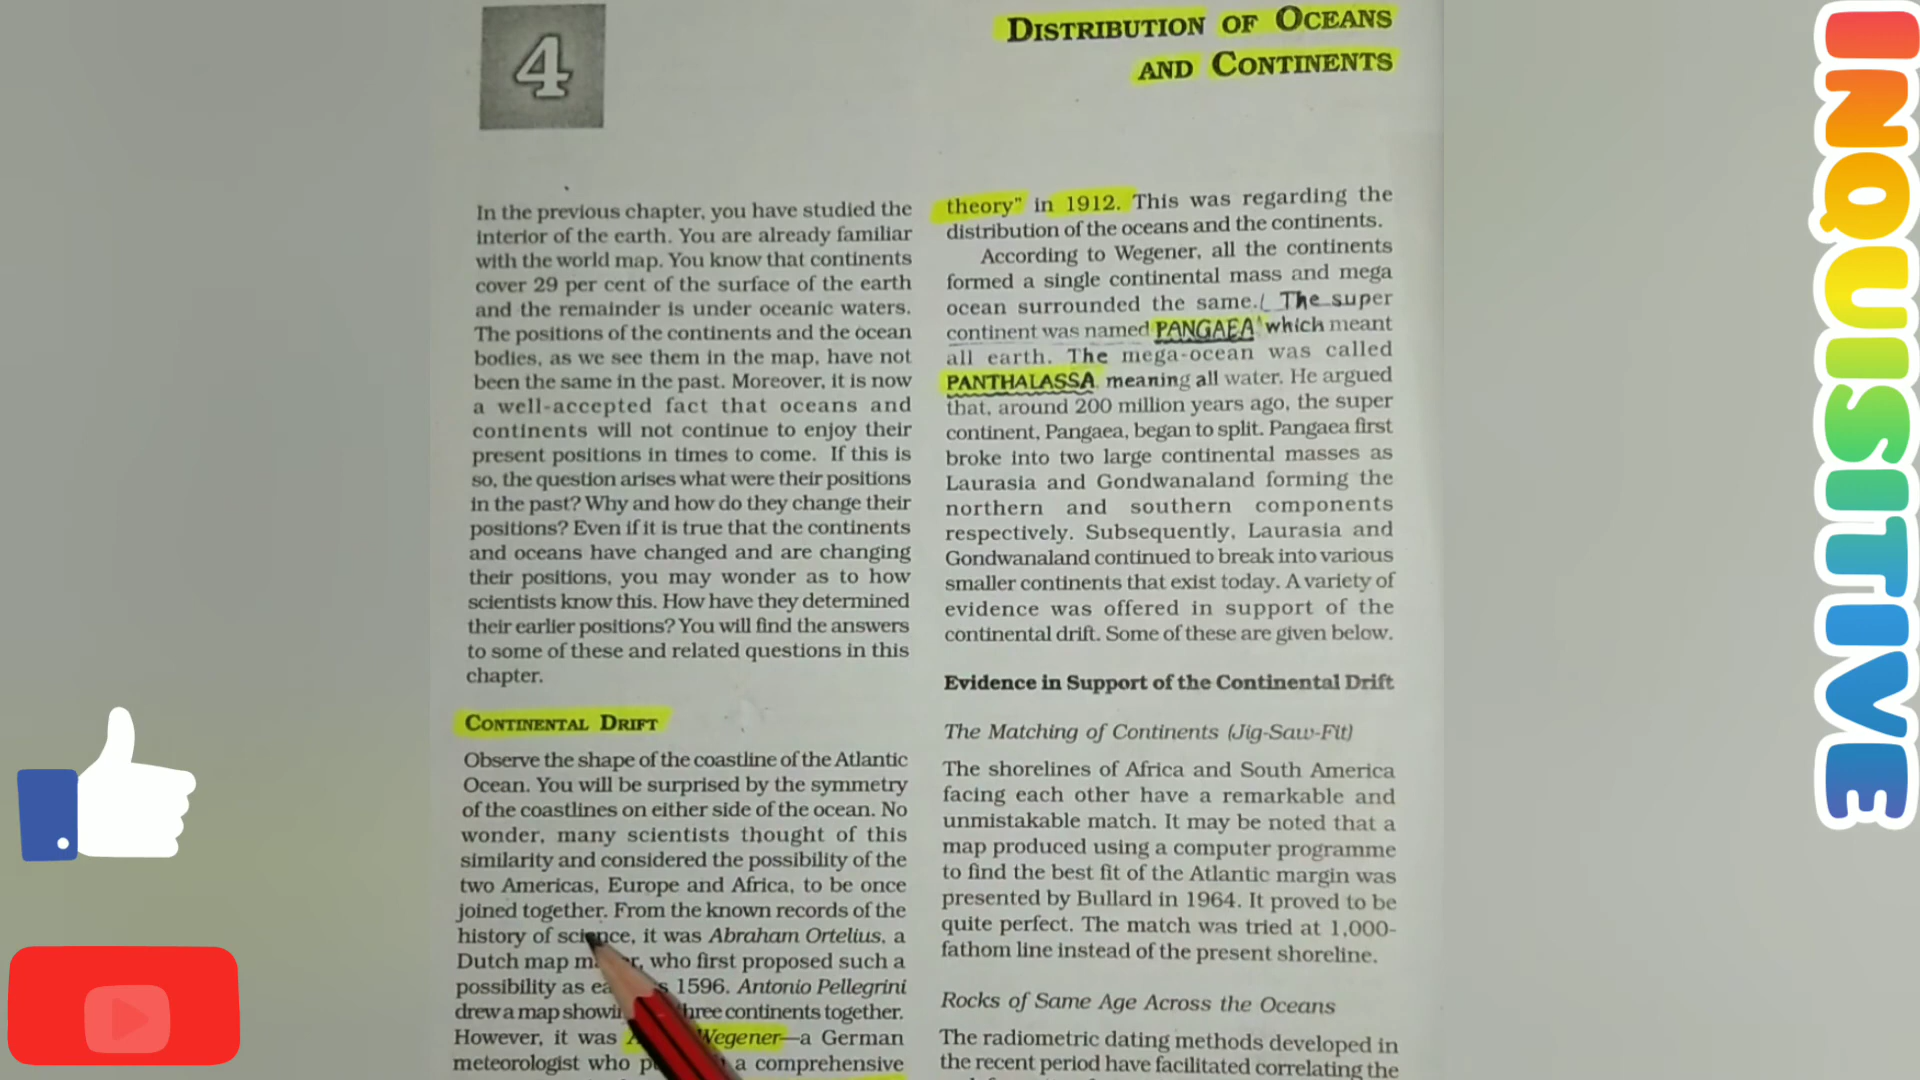 4
DISTRIBUTION OF OCEANS
AND CONTINENTS
In the previous chapter, you have studied the
interior of the earth. You are already familiar
with the world map. You know that continents
cover 29 per cent of the surface of the earth
and the remainder is under oceanic waters.
The positions of the continents and the ocean
bodies, as we see them in the map, have not
been the same in the past. Moreover, it is now
a well-accepted fact that oceans and
continents will not continue to enjoy their
present positions in times to come. If this is
so, the question arises what were their positions
in the past? Why and how do they change their
positions? Even if it is true that the continents
and oceans have changed and are changing
their positions, you may wonder as to how
scientists know this. How have they determined
their earlier positions? You will find the answers
to some of these and related questions in this
chapter.
CONTINENTAL DRIFT
Observe the shape of the coastline of the Atlantic
Ocean. You will be surprised by the symmetry
of the coastlines on either side of the ocean. No
wonder, many scientists thought of this
similarity and considered the possibility of the
two Americas, Europe and Africa, to be once
joined together. From the known records of the
history of science, it was Abraham Ortelius, a
Dutch map who first proposed such a
possibility as 1596. Antonio Pellegrini
drew a map three continents together.
However, it was Wegener—a German
meteorologist who a comprehensive
theory" in 1912. This was regarding the
distribution of the oceans and the continents.
According to Wegener, all the continents
formed a single continental mass and mega
ocean surrounded the same. The super
continent was named PANGAEA which meant
all earth. The mega-ocean was called
PANTHALASSA, meaning all water. He argued
that, around 200 million years ago, the super
continent, Pangaea, began to split. Pangaea first
broke into two large continental masses as
Laurasia and Gondwanaland forming the
northern and southern components
respectively. Subsequently, Laurasia and
Gondwanaland continued to break into various
smaller continents that exist today. A variety of
evidence was offered in support of the
continental drift. Some of these are given below.
Evidence in Support of the Continental Drift
The Matching of Continents (Jig-Saw-Fit)
The shorelines of Africa and South America
facing each other have a remarkable and
unmistakable match. It may be noted that a
map produced using a computer programme
to find the best fit of the Atlantic margin was
presented by Bullard in 1964. It proved to be
quite perfect. The match was tried at 1,000-
fathom line instead of the present shoreline.
Rocks of Same Age Across the Oceans
The radiometric dating methods developed in
the recent period have facilitated correlating the
INQUISITIVE